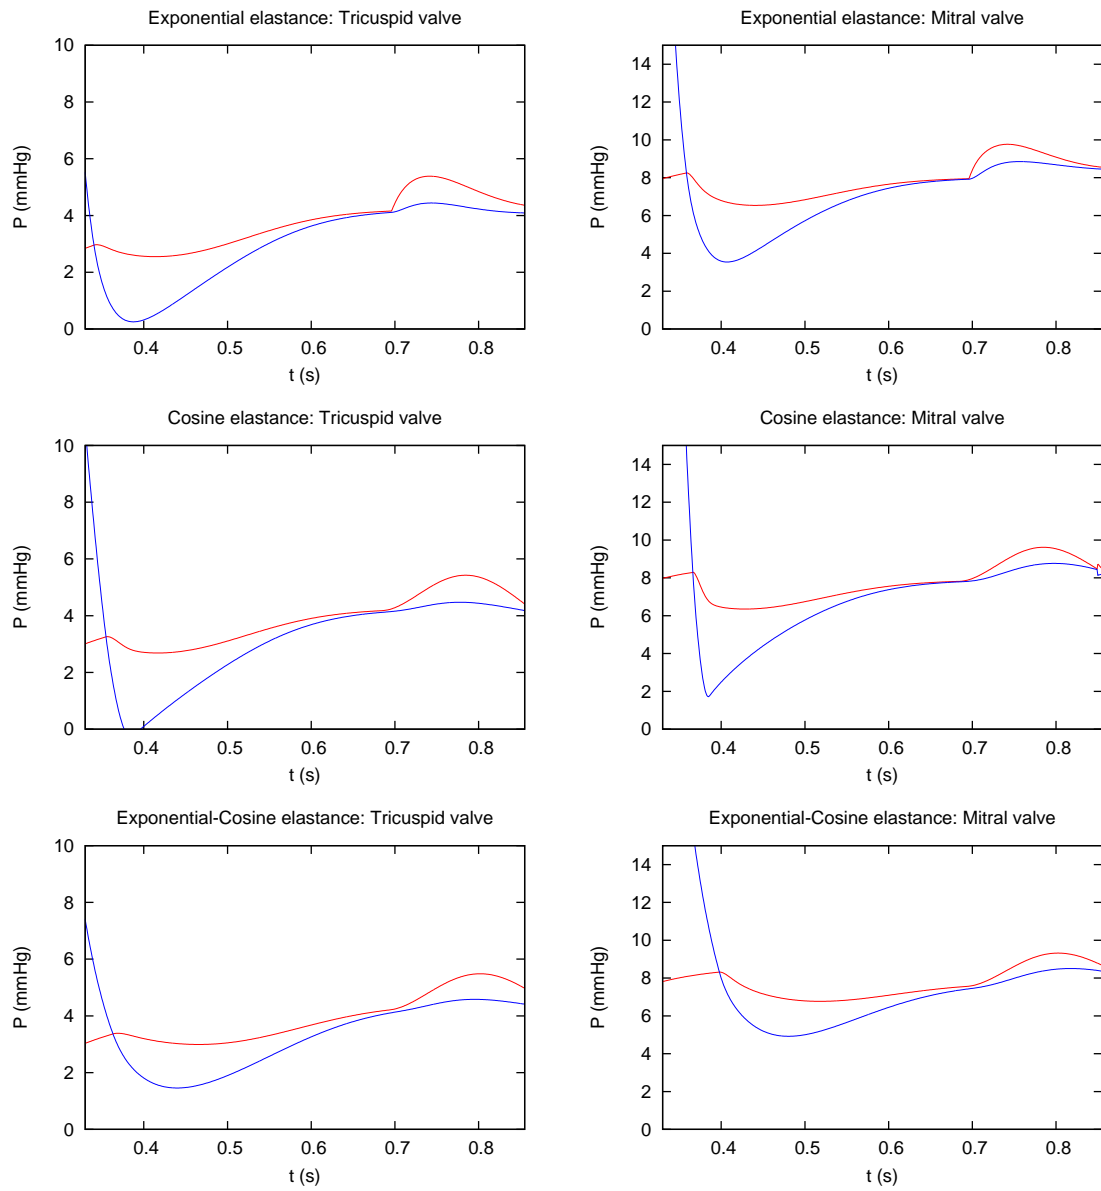 Exponential elastance: Tricuspid valve
10
8
6
4
2
0
P (mmHg)
0.4 0.5 0.6 0.7 0.8
t (s)
Exponential elastance: Mitral valve
14
12
10
8
6
4
2
0
P (mmHg)
0.4 0.5 0.6 0.7 0.8
t (s)
Cosine elastance: Tricuspid valve
10
8
6
4
2
0
P (mmHg)
0.4 0.5 0.6 0.7 0.8
t (s)
Cosine elastance: Mitral valve
14
12
10
8
6
4
2
0
P (mmHg)
0.4 0.5 0.6 0.7 0.8
t (s)
Exponential-Cosine elastance: Tricuspid valve
10
8
6
4
2
0
P (mmHg)
0.4 0.5 0.6 0.7 0.8
t (s)
Exponential-Cosine elastance: Mitral valve
14
12
10
8
6
4
2
0
P (mmHg)
0.4 0.5 0.6 0.7 0.8
t (s)